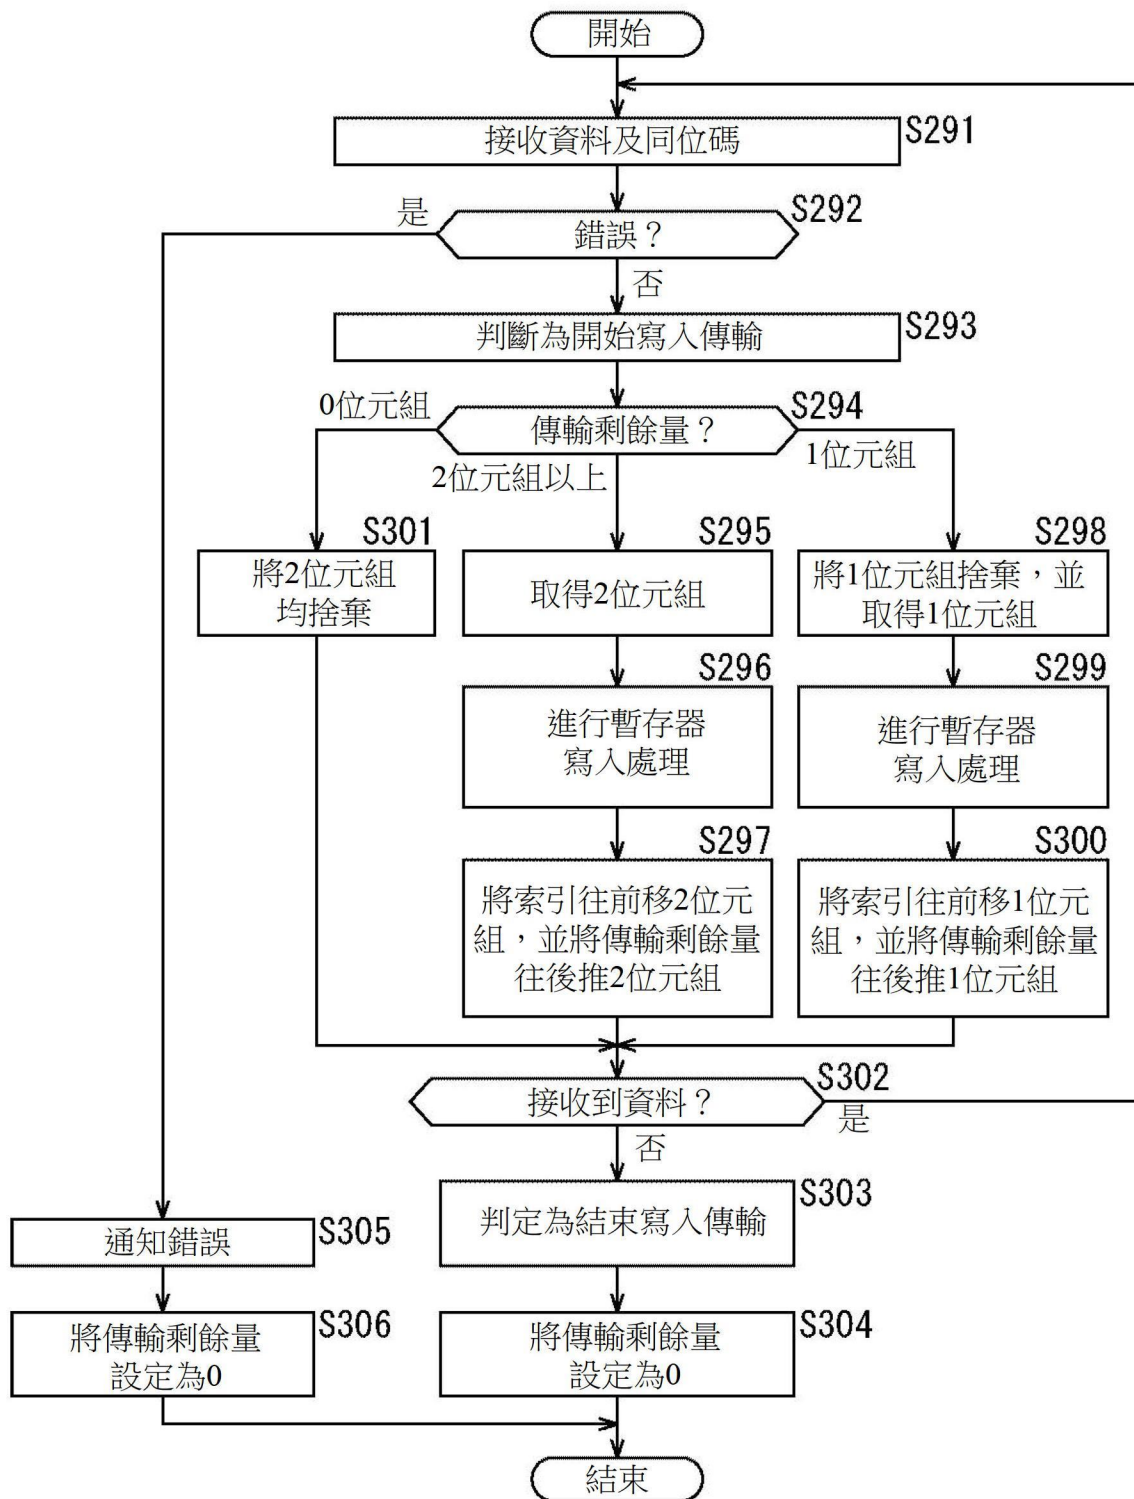 開始
接收資料及同位碼
S291
是
錯誤？
S292
否
判斷為開始寫入傳輸
S293
0位元組
傳輸剩餘量？
S294
2位元組以上
1位元組
S301
將2位元組
均捨棄
S295
取得2位元組
S298
將1位元組捨棄，並
取得1位元組
S296
進行暫存器
寫入處理
S299
進行暫存器
寫入處理
S297
將索引往前移2位元
組，並將傳輸剩餘量
往後推2位元組
S300
將索引往前移1位元
組，並將傳輸剩餘量
往後推1位元組
接收到資料？
S302
是
否
判定為結束寫入傳輸
S303
通知錯誤
S305
將傳輸剩餘量
設定為0
S306
將傳輸剩餘量
設定為0
S304
結束